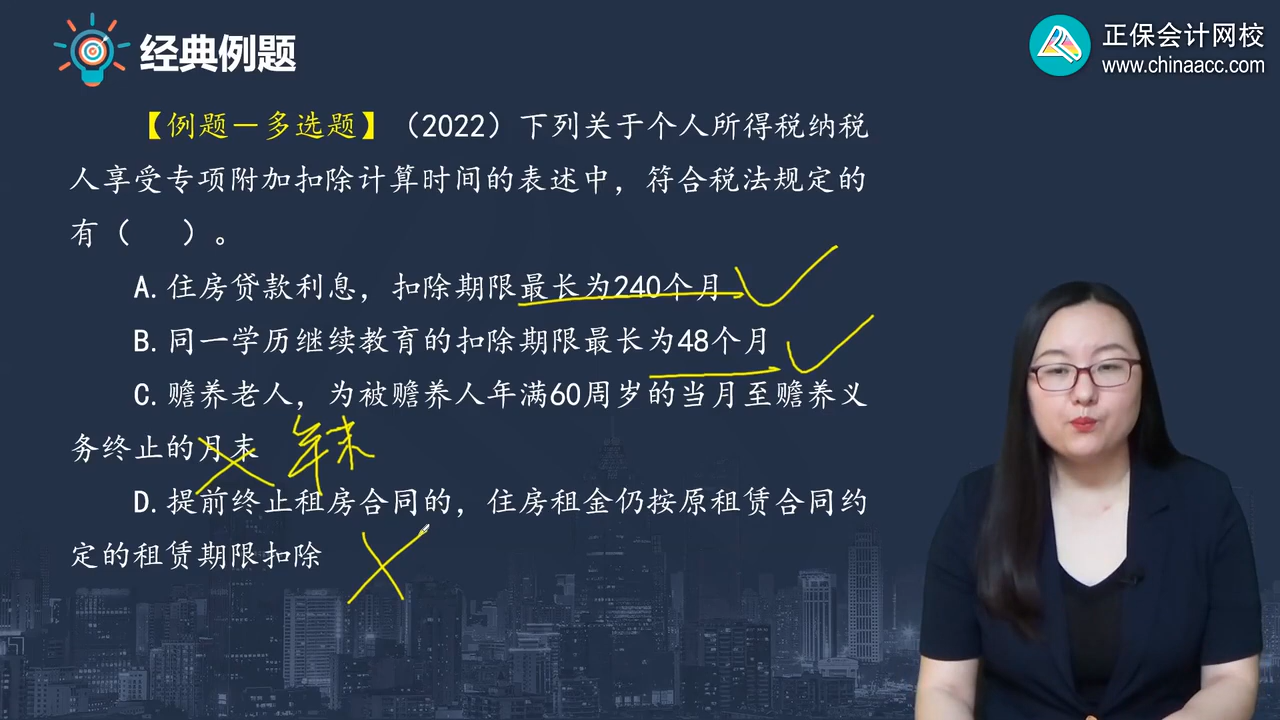 经典例题
正保会计网校
www.chinaacc.com
【例题－多选题】（2022）下列关于个人所得税纳税
人享受专项附加扣除计算时间的表述中，符合税法规定的
有（ ）。
A.住房贷款利息，扣除期限最长为240个月
B.同一学历继续教育的扣除期限最长为48个月
C.赡养老人，为被赡养人年满60周岁的当月至赡养义
务终止的月末
年末
D.提前终止租房合同的，住房租金仍按原租赁合同约
定的租赁期限扣除